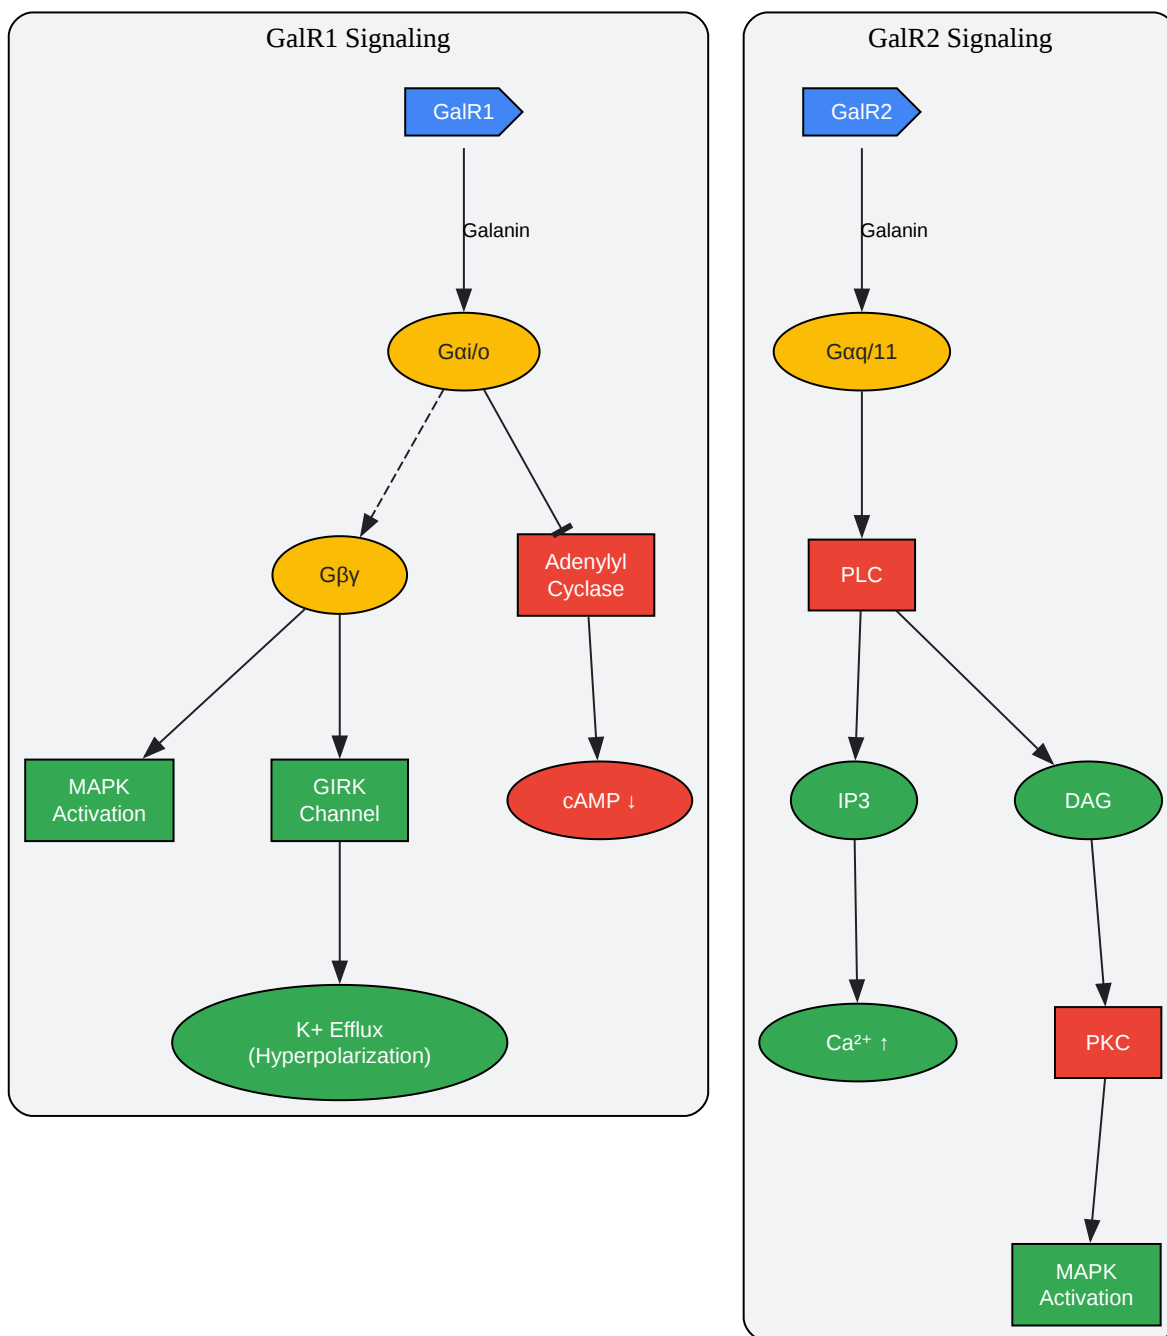 GalR1 Signaling
GalR1
Galanin
Gαi/o
Gβγ
Adenylyl
Cyclase
MAPK
Activation
GIRK
Channel
cAMP ↓
K+ Efflux
(Hyperpolarization)
GalR2 Signaling
GalR2
Galanin
Gαq/11
PLC
IP3
DAG
Ca²⁺ ↑
PKC
MAPK
Activation